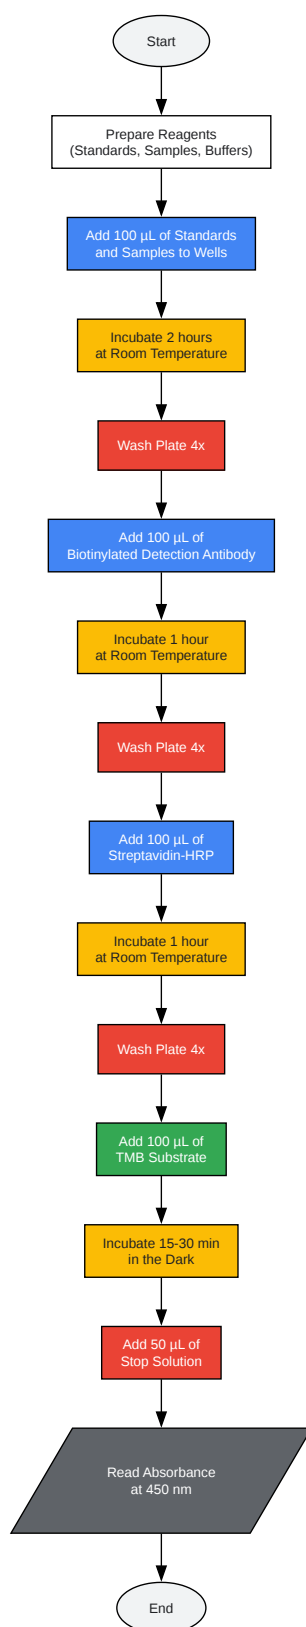 Start
Prepare Reagents
(Standards, Samples, Buffers)
Add 100 µL of Standards
and Samples to Wells
Incubate 2 hours
at Room Temperature
Wash Plate 4x
Add 100 µL of
Biotinylated Detection Antibody
Incubate 1 hour
at Room Temperature
Wash Plate 4x
Add 100 µL of
Streptavidin-HRP
Incubate 1 hour
at Room Temperature
Wash Plate 4x
Add 100 µL of
TMB Substrate
Incubate 15-30 min
in the Dark
Add 50 µL of
Stop Solution
Read Absorbance
at 450 nm
End